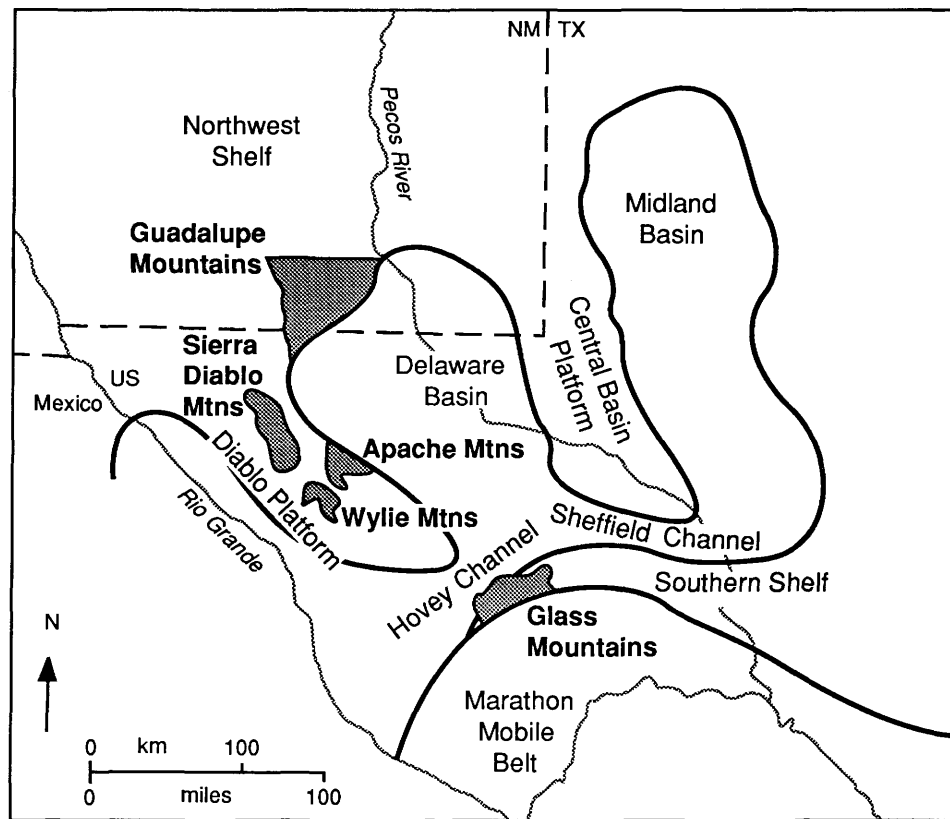 NM TX
Pecos River
Northwest
Shelf
Midland
Basin
Guadalupe
Mountains
Central Basin
Platform
Sierra
Diablo
Mtns
US
Mexico
Delaware
Basin
Apache Mtns
Diablo Platform
Wylie Mtns
Rio Grande
Sheffield Channel
Hovey Channel
Southern Shelf
Glass
Mountains
N
Marathon
Mobile
Belt
0 km 100
0 miles 100